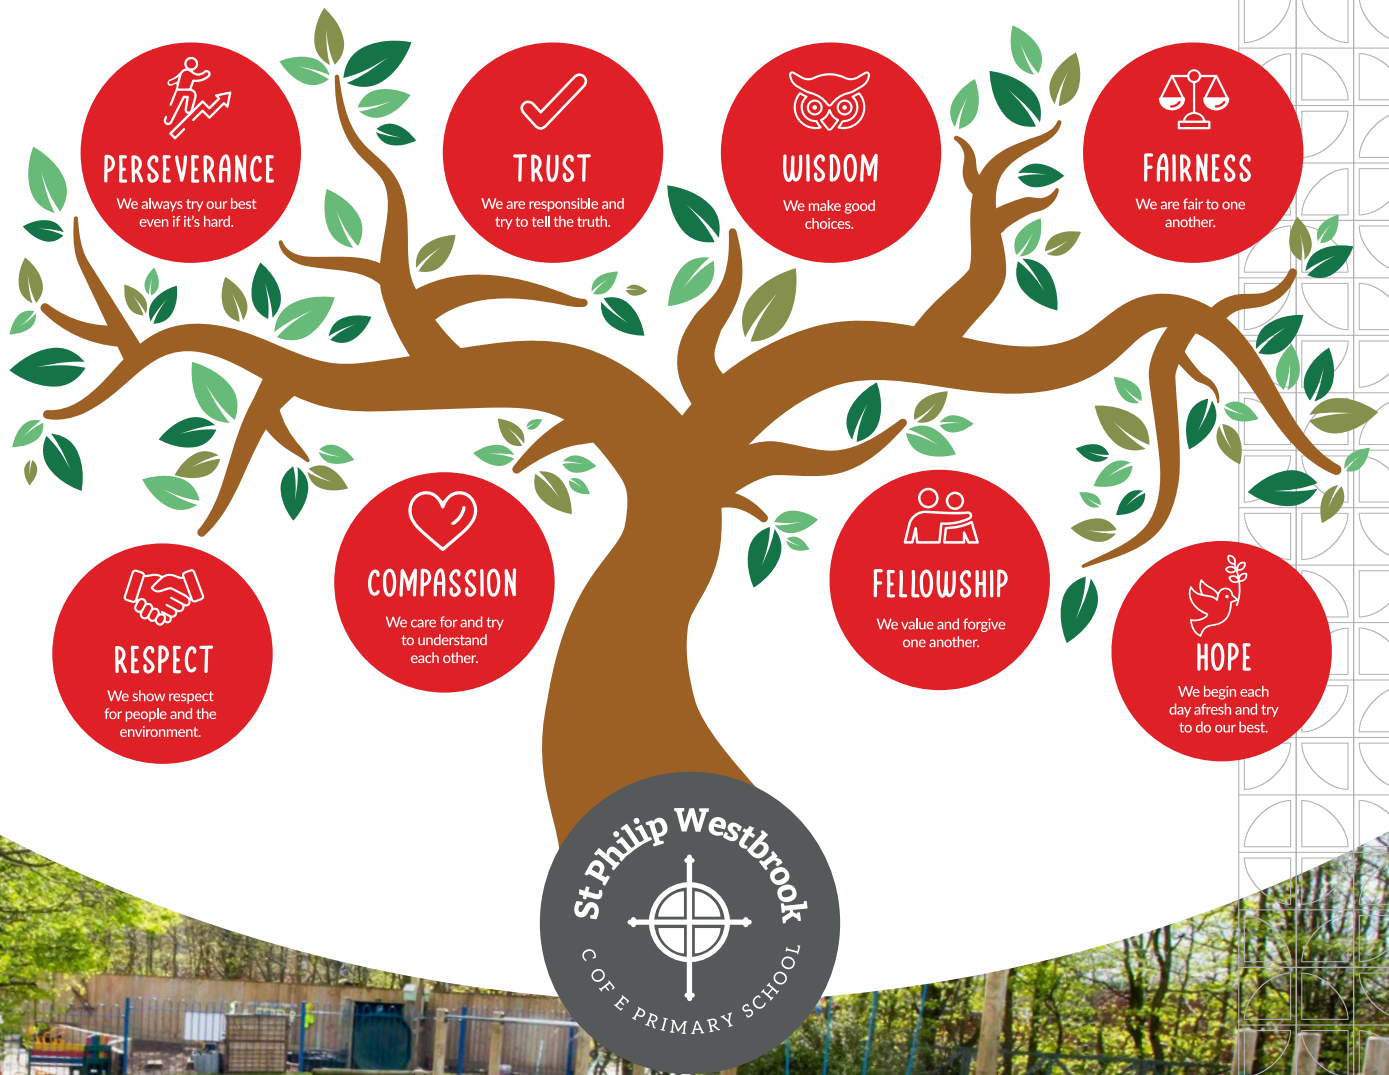 PERSEVERANCE
We always try our best
even if it's hard.
TRUST
We are responsible and
try to tell the truth.
WISDOM
We make good
choices.
FAIRNESS
We are fair to one
another.
RESPECT
We show respect
for people and the
environment.
COMPASSION
We care for and try
to understand
each other.
FELLOWSHIP
We value and forgive
one another.
HOPE
We begin each
day afresh and try
to do our best.
St Philip Westbrook
C OF E PRIMARY SCHOOL